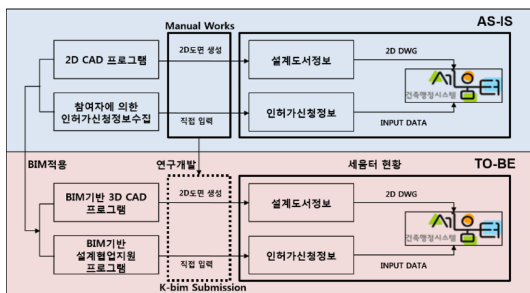 Manual Works
AS-IS
2D CAD 프로그램
2D도면 생성
설계도서정보
2D DWG
세움터
건축행정시스템
참여자에 의한
인허가신청정보수집
직접 입력
인허가신청정보
INPUT DATA
BIM적용
연구개발
세움터 현황
TO-BE
BIM기반 3D CAD
프로그램
2D도면 생성
설계도서정보
2D DWG
세움터
건축행정시스템
BIM기반
설계협업지원
프로그램
직접 입력
인허가신청정보
INPUT DATA
K-bim Submission